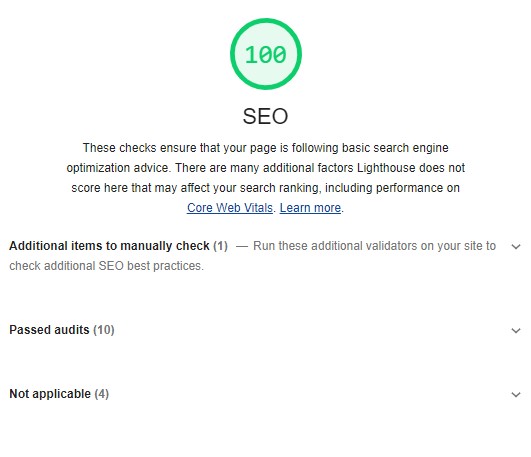 100
SEO
These checks ensure that your page is following basic search engine
optimization advice. There are many additional factors Lighthouse does not
score here that may affect your search ranking, including performance on
Core Web Vitals. Learn more.
Additional items to manually check (1) — Run these additional validators on your site to
check additional SEO best practices.
Passed audits (10)
Not applicable (4)